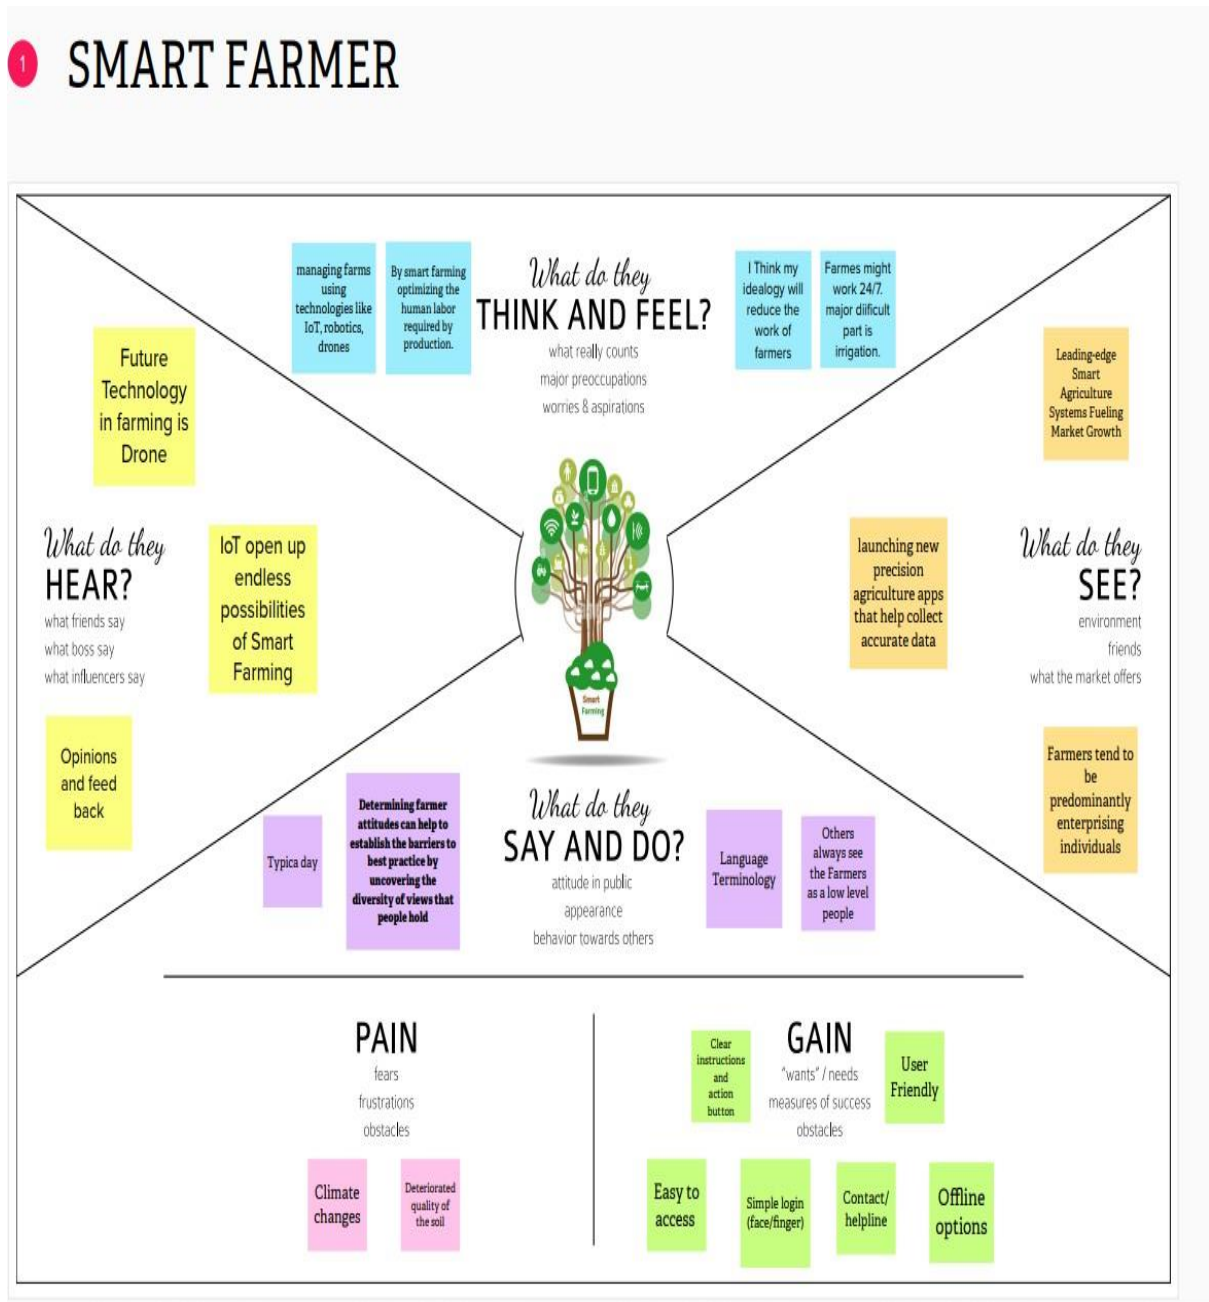 1
SMART FARMER
managing farms
using
technologies like
IoT, robotics,
drones
By smart farming
optimizing the
human labor
required by
production.
What do they
THINK AND FEEL?
what really counts
major preoccupations
worries & aspirations
I Think my
idealogy will
reduce the
work of
farmers
Farmes might
work 24/7.
major diifficult
part is
irrigation.
Future
Technology
in farming is
Drone
What do they
HEAR?
what friends say
what boss say
what influencers say
IoT open up
endless
possibilities
of Smart
Farming
Opinions
and feed
back
Smart
Farming
Leading-edge
Smart
Agriculture
Systems Fueling
Market Growth
launching new
precision
agriculture apps
that help collect
accurate data
What do they
SEE?
environment
friends
what the market offers
Farmers tend to
be
predominantly
enterprising
individuals
Typica day
Determining farmer
attitudes can help to
establish the barriers to
best practice by
uncovering the
diversity of views that
people hold
What do they
SAY AND DO?
attitude in public
appearance
behavior towards others
Language
Terminology
Others
always see
the Farmers
as a low level
people
PAIN
fears
frustrations
obstacles
Climate
changes
Deteriorated
quality of
the soil
Clear
instructions
and
action
button
GAIN
"wants" / needs
measures of success
obstacles
User
Friendly
Easy to
access
Simple login
(face/finger)
Contact/
helpline
Offline
options